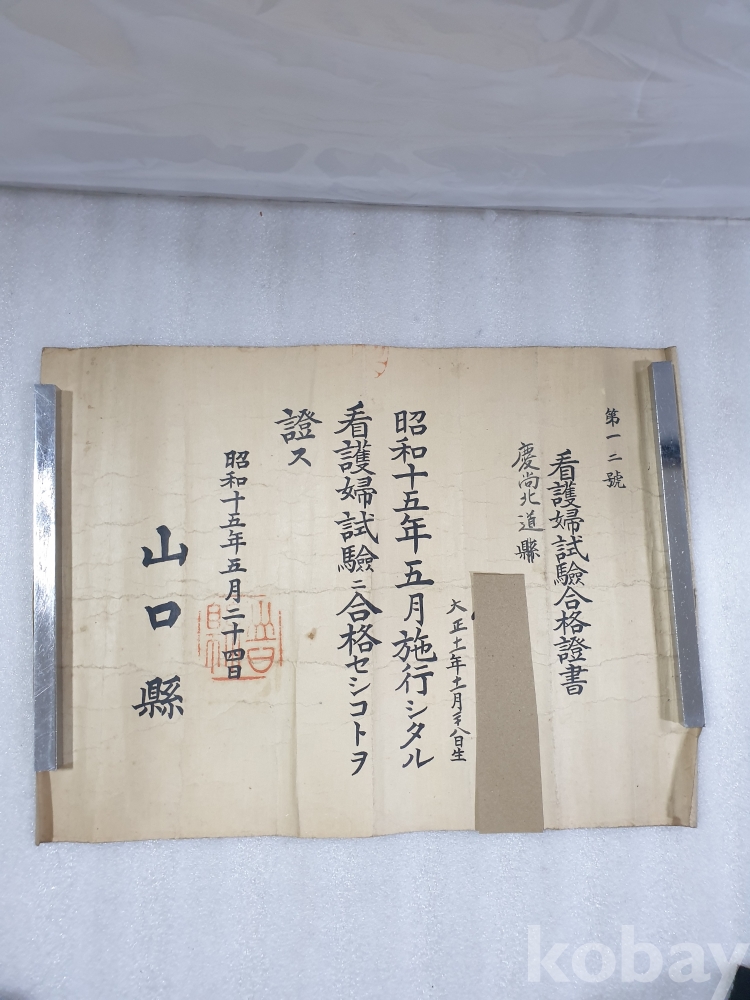 第一二號
看護婦試驗合格證書
慶尚北道縣
大正十一年十一月二十八日生
昭和十五年五月施行シタル
看護婦試驗ニ合格セシコトヲ
證ス
昭和十五年五月二十四日
山口縣
kobay